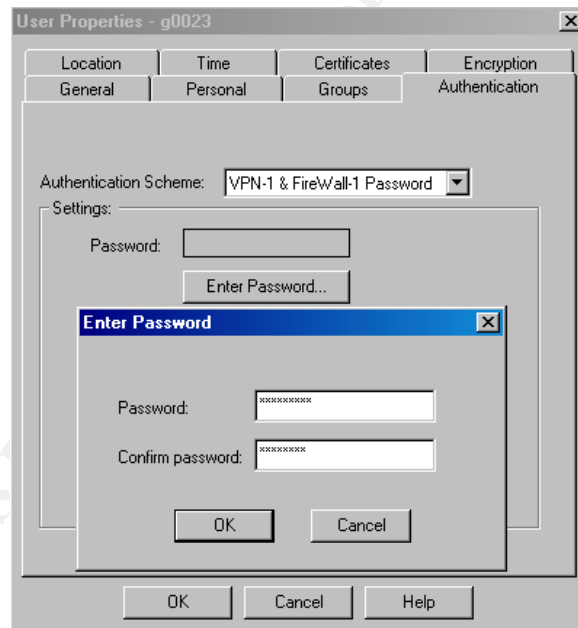 User Properties - g0023
Location Time Certificates Encryption
General Personal Groups Authentication
Authentication Scheme: VPN-1 & FireWall-1 Password
Settings:
Password:
Enter Password...
Enter Password
Password: *********
Confirm password: ********
OK Cancel
OK Cancel Help